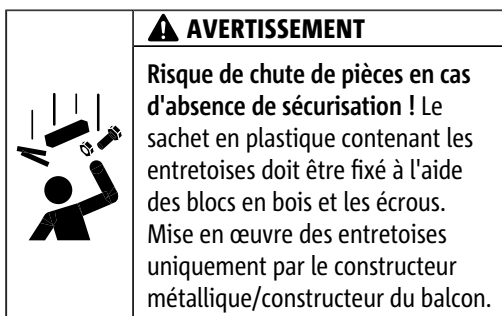 AVERTISSEMENT
Risque de chute de pièces en cas
d'absence de sécurisation ! Le
sachet en plastique contenant les
entretoises doit être fixé à l'aide
des blocs en bois et les écrous.
Mise en œuvre des entretoises
uniquement par le constructeur
métallique/constructeur du balcon.